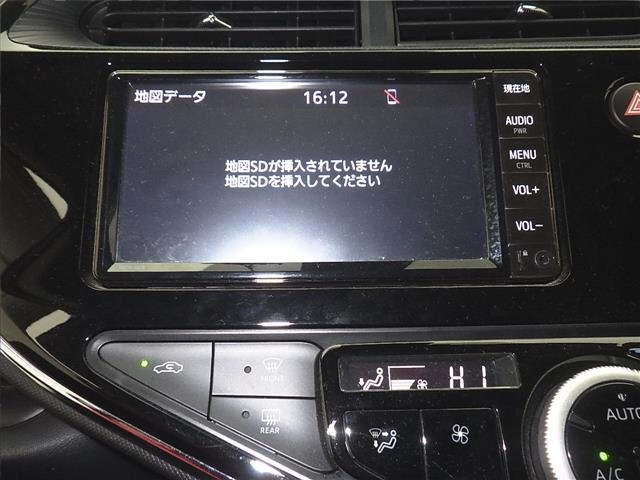 地図データ 16:12
地図SDが挿入されていません
地図SDを挿入してください
現在地
AUDIO
PWR
MENU
CTRL
VOL+
VOL-
FRONT
REAR
HI
AUTO
A/C